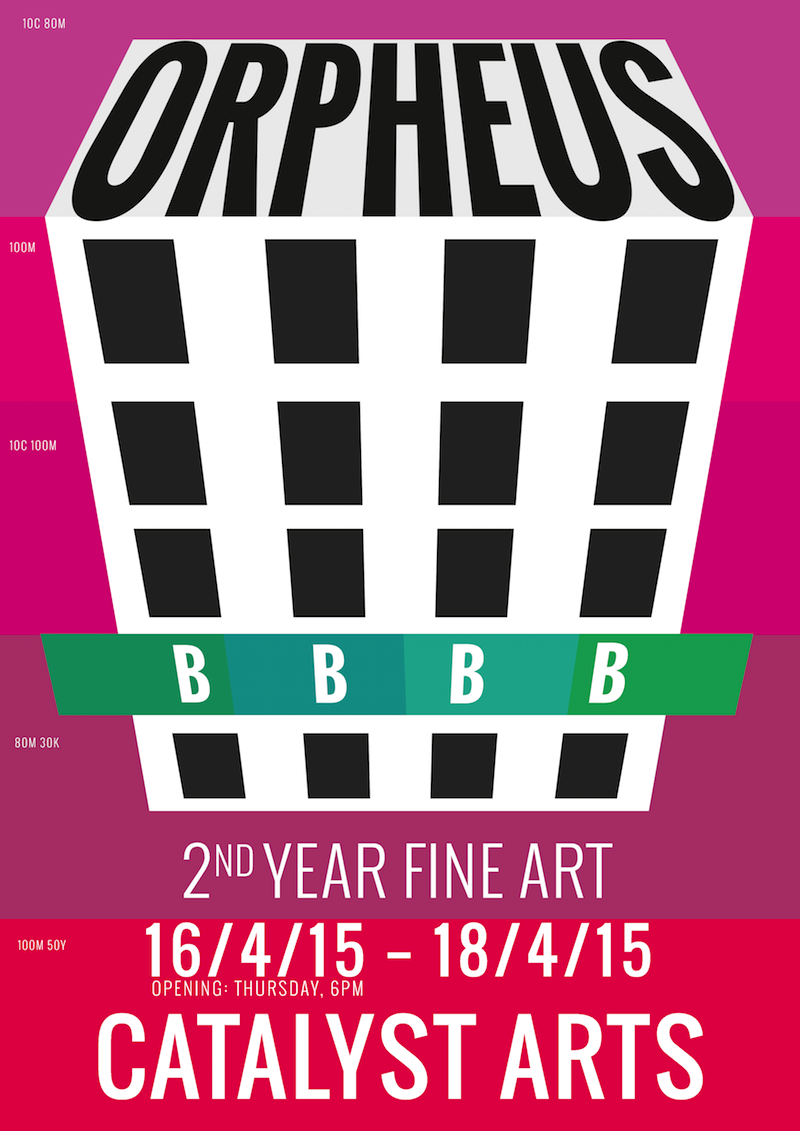 10C 80M
ORPHEUS
100M
10C 100M
B B B B
80M 30K
2ND YEAR FINE ART
100M 50Y
16/4/15 – 18/4/15
OPENING: THURSDAY, 6PM
CATALYST ARTS